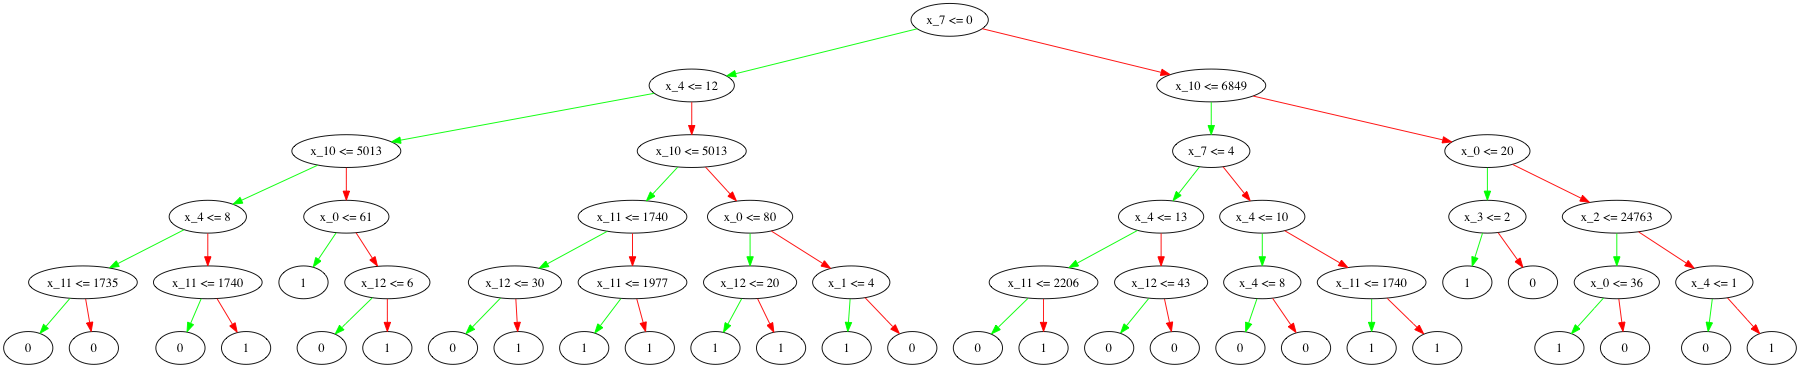 x_7 <= 0
x_4 <= 12
x_10 <= 6849
x_10 <= 5013
x_10 <= 5013
x_7 <= 4
x_0 <= 20
x_4 <= 8
x_0 <= 61
x_11 <= 1740
x_0 <= 80
x_4 <= 13
x_4 <= 10
x_3 <= 2
x_2 <= 24763
x_11 <= 1735
x_11 <= 1740
1
x_12 <= 6
x_12 <= 30
x_11 <= 1977
x_12 <= 20
x_1 <= 4
x_11 <= 2206
x_12 <= 43
x_4 <= 8
x_11 <= 1740
1
0
x_0 <= 36
x_4 <= 1
0
0
0
1
0
1
0
1
1
1
1
1
1
0
0
1
0
0
0
0
1
1
1
0
0
1